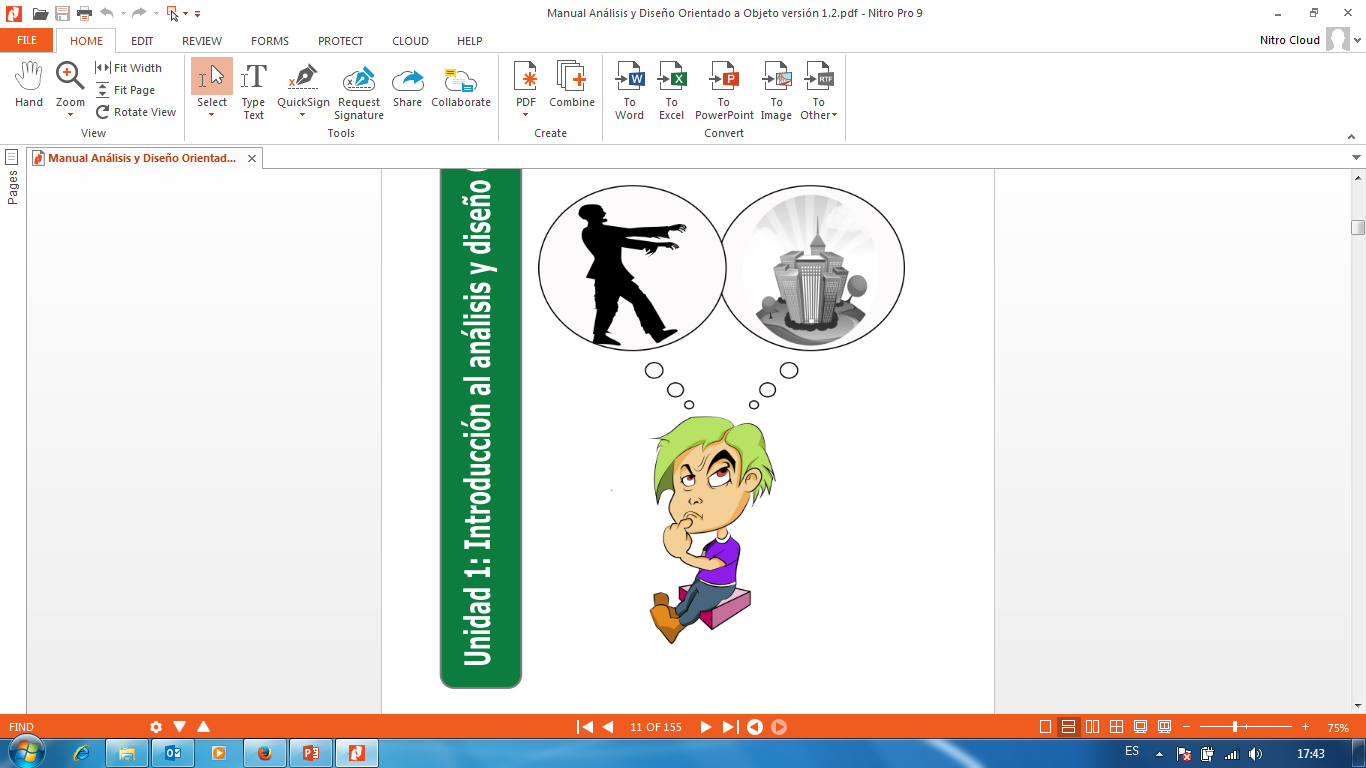 Manual Análisis y Diseño Orientado a Objeto versión 1.2.pdf - Nitro Pro 9
FILE HOME EDIT REVIEW FORMS PROTECT CLOUD HELP Nitro Cloud
Hand
Zoom
Fit Width
Fit Page
Rotate View
View
Select
Type Text
QuickSign
Request Signature
Share
Collaborate
Tools
PDF
Combine
Create
To Word
To Excel
To PowerPoint
To Image
To Other
Convert
Manual Análisis y Diseño Orientad...
Pages
Unidad 1: Introducción al análisis y diseño
FIND 11 OF 155 75%
ES 17:43